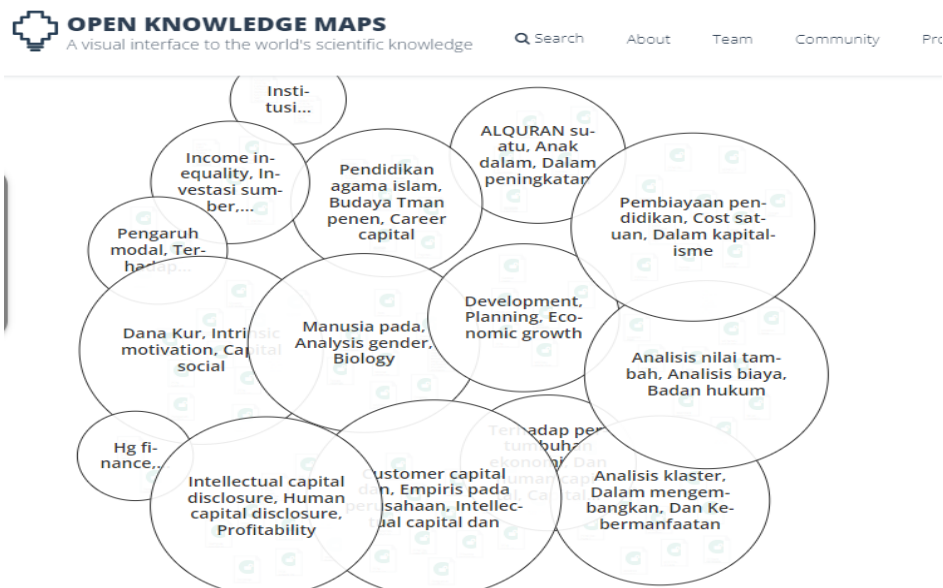 OPEN KNOWLEDGE MAPS
A visual interface to the world's scientific knowledge
Search
About
Team
Community
Pro
Insti-
tusi...
Income in-
equality, In-
vestasi sum-
ber,...
Pendidikan
agama islam,
Budaya Tman
penen, Career
capital
ALQURAN su-
atu, Anak
dalam, Dalam
peningkatan
Pembiayaan pen-
didikan, Cost sat-
uan, Dalam kapital-
isme
Pengaruh
modal, Ter-
hadap...
Dana Kur, Intrinsic
motivation, Capital
social
Manusia pada,
Analysis gender,
Biology
Development,
Planning, Eco-
nomic growth
Analisis nilai tam-
bah, Analisis biaya,
Badan hukum
Hg fi-
nance,...
Intellectual capital
disclosure, Human
capital disclosure,
Profitability
Customer capital
dan, Empiris pada
perusahaan, Intellec-
tual capital dan
Terhadap per
tumbuhan
ekonomi, Dan
Analisis klaster,
Dalam mengem-
bangkan, Dan Ke-
bermanfaatan